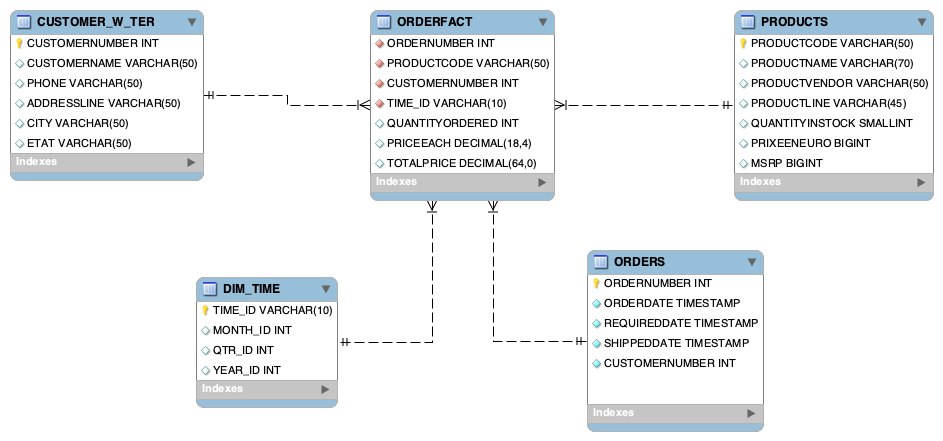 CUSTOMER_W_TER
CUSTOMERNUMBER INT
CUSTOMERNAME VARCHAR(50)
PHONE VARCHAR(50)
ADDRESSLINE VARCHAR(50)
CITY VARCHAR(50)
ETAT VARCHAR(50)
Indexes
ORDERFACT
ORDERNUMBER INT
PRODUCTCODE VARCHAR(50)
CUSTOMERNUMBER INT
TIME_ID VARCHAR(10)
QUANTITYORDERED INT
PRICEEACH DECIMAL(18,4)
TOTALPRICE DECIMAL(64,0)
Indexes
PRODUCTS
PRODUCTCODE VARCHAR(50)
PRODUCTNAME VARCHAR(70)
PRODUCTVENDOR VARCHAR(50)
PRODUCTLINE VARCHAR(45)
QUANTITYINSTOCK SMALLINT
PRIXEENEURO BIGINT
MSRP BIGINT
Indexes
DIM_TIME
TIME_ID VARCHAR(10)
MONTH_ID INT
QTR_ID INT
YEAR_ID INT
Indexes
ORDERS
ORDERNUMBER INT
ORDERDATE TIMESTAMP
REQUIREDDATE TIMESTAMP
SHIPPEDDATE TIMESTAMP
CUSTOMERNUMBER INT
Indexes